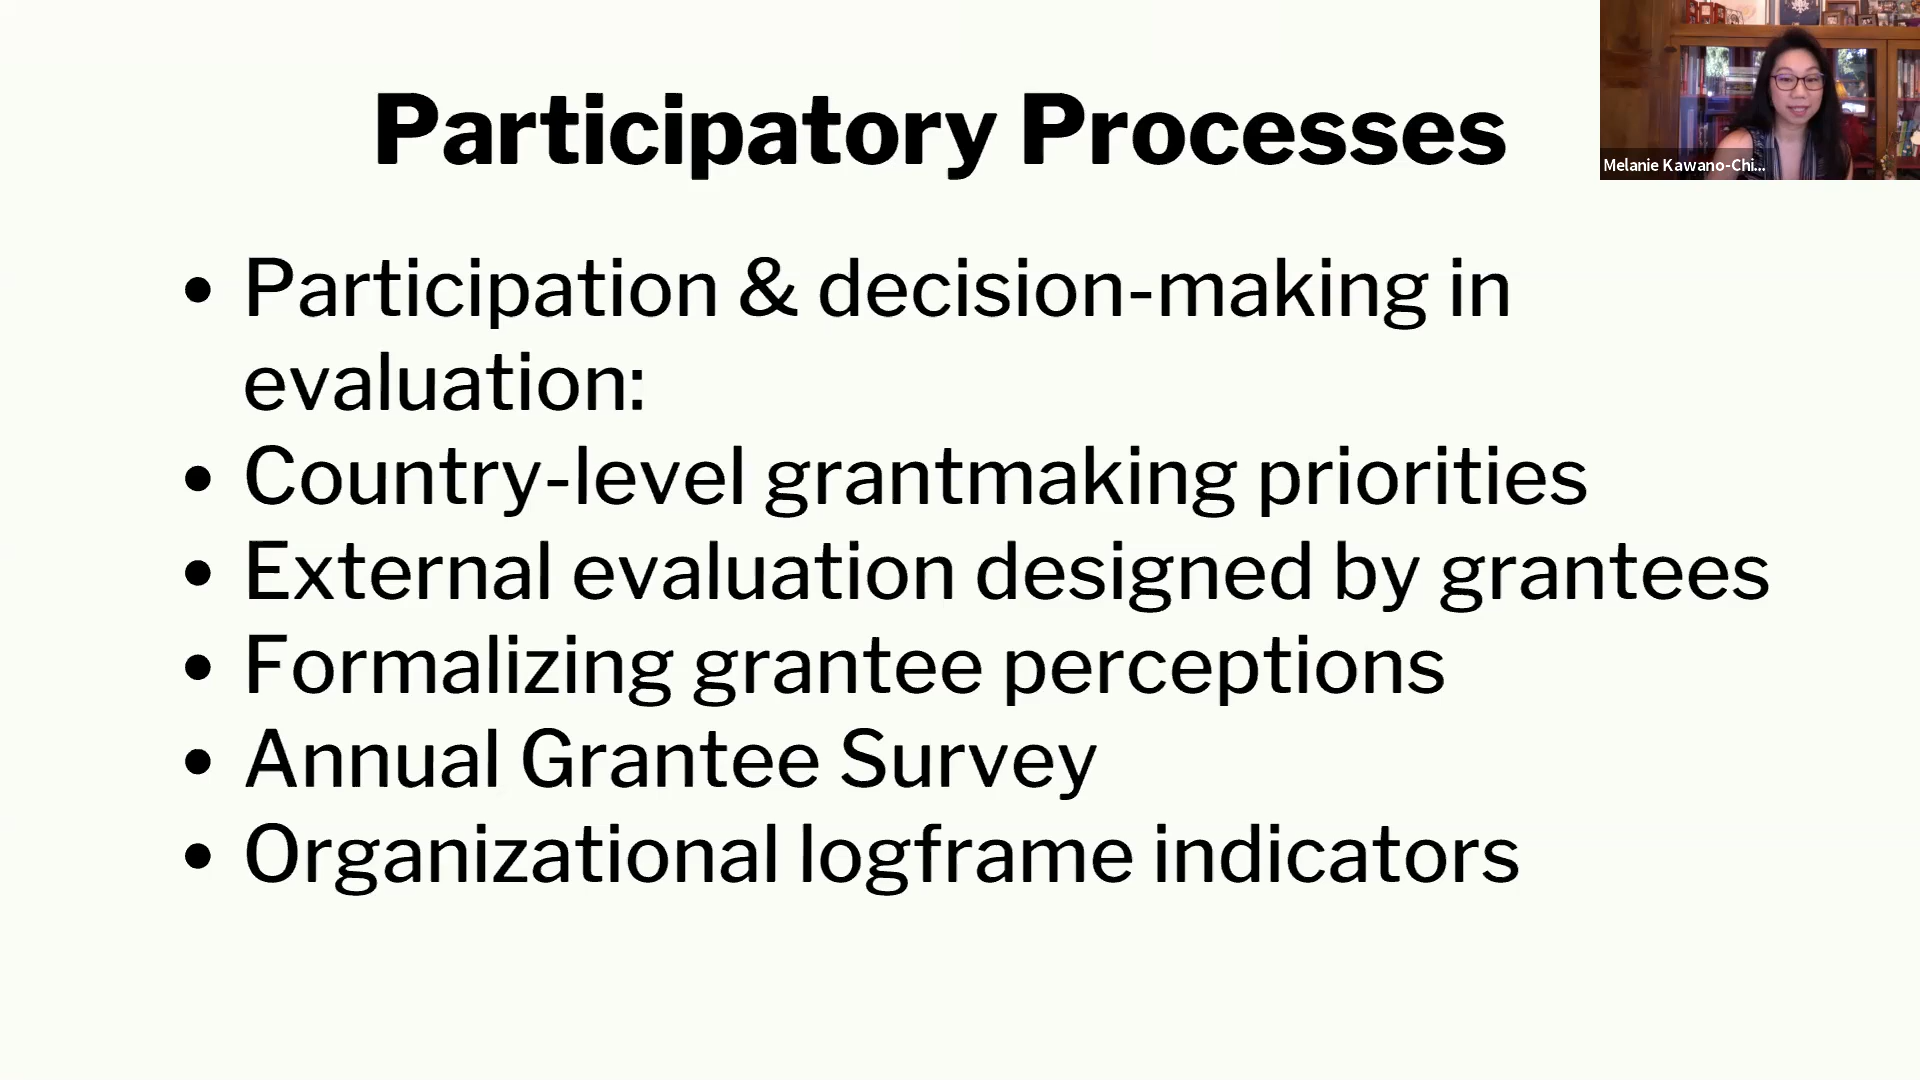 Participatory Processes
Melanie Kawano-Chi...
• Participation & decision-making in
evaluation:
• Country-level grantmaking priorities
• External evaluation designed by grantees
• Formalizing grantee perceptions
• Annual Grantee Survey
• Organizational logframe indicators